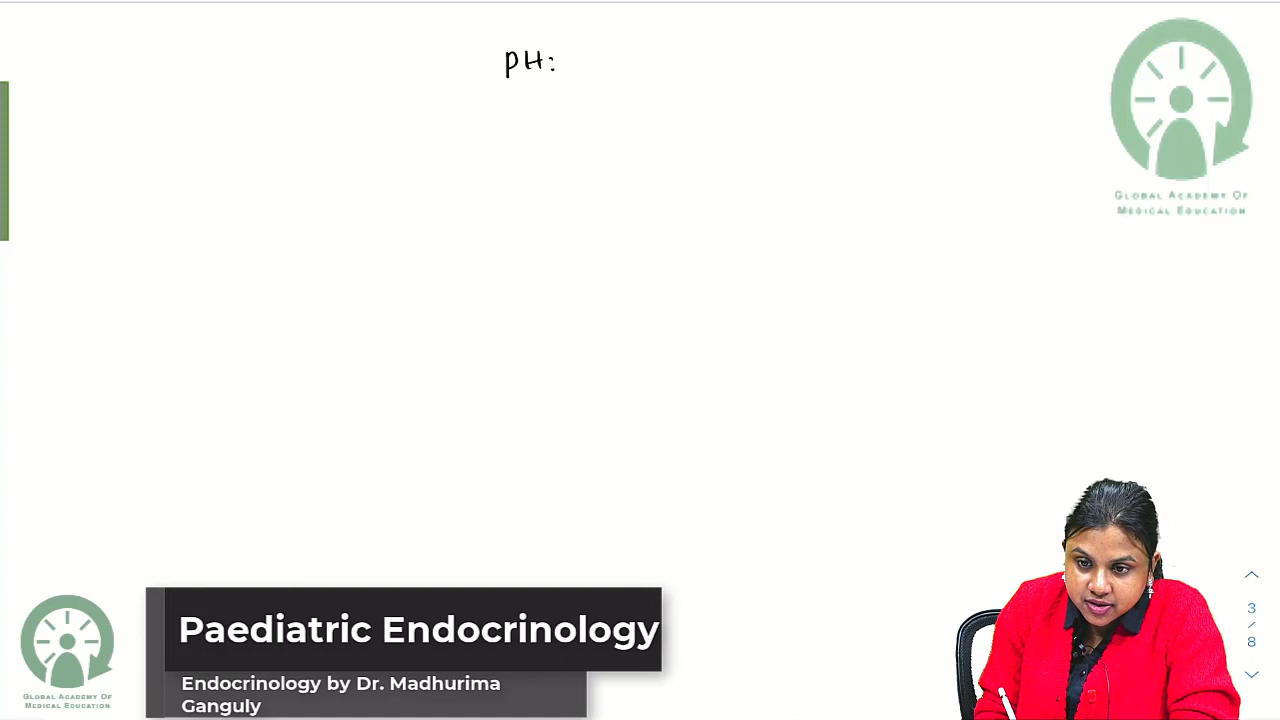 pH:
GLOBAL ACADEMY OF
MEDICAL EDUCATION
Paediatric Endocrinology
Endocrinology by Dr. Madhurima
Ganguly
GLOBAL ACADEMY OF
MEDICAL EDUCATION
3
/
8